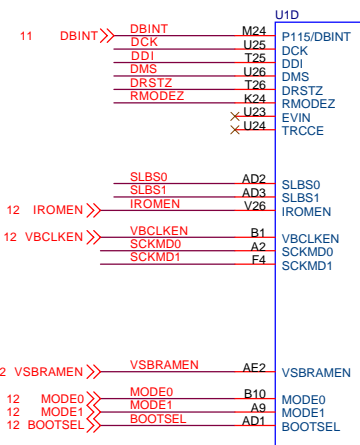 U1D
11 DBINT DBINT M24 P115/DBINT
DCK U25 DCK
DDI T25 DDI
DMS U26 DMS
DRSTZ T26 DRSTZ
RMODEZ K24 RMODEZ
U23 EVIN
U24 TRCCE
SLBS0 AD2 SLBS0
SLBS1 AD3 SLBS1
12 IROMEN IROMEN V26 IROMEN
12 VBCLKEN VBCLKEN B1 VBCLKEN
SCKMD0 A2 SCKMD0
SCKMD1 F4 SCKMD1
2 VSBRAMEN VSBRAMEN AE2 VSBRAMEN
12 MODE0 MODE0 B10 MODE0
12 MODE1 MODE1 A9 MODE1
12 BOOTSEL BOOTSEL AD1 BOOTSEL